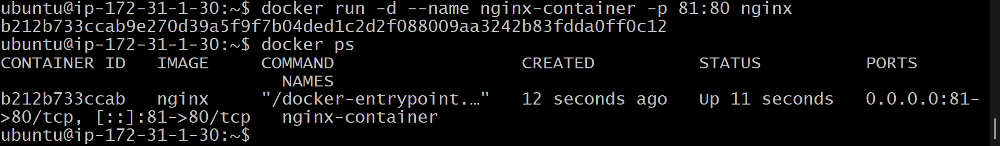 ubuntu@ip-172-31-1-30:~$ docker run -d --name nginx-container -p 81:80 nginx
b212b733ccab9e270d39a5f9f7b04ded1c2d2f088009aa3242b83fdda0ff0c12
ubuntu@ip-172-31-1-30:~$ docker ps
CONTAINER ID   IMAGE     COMMAND                  CREATED          STATUS          PORTS
                           NAMES
b212b733ccab   nginx     "/docker-entrypoint.…"   12 seconds ago   Up 11 seconds   0.0.0.0:81-
>80/tcp, [::]:81->80/tcp   nginx-container
ubuntu@ip-172-31-1-30:~$